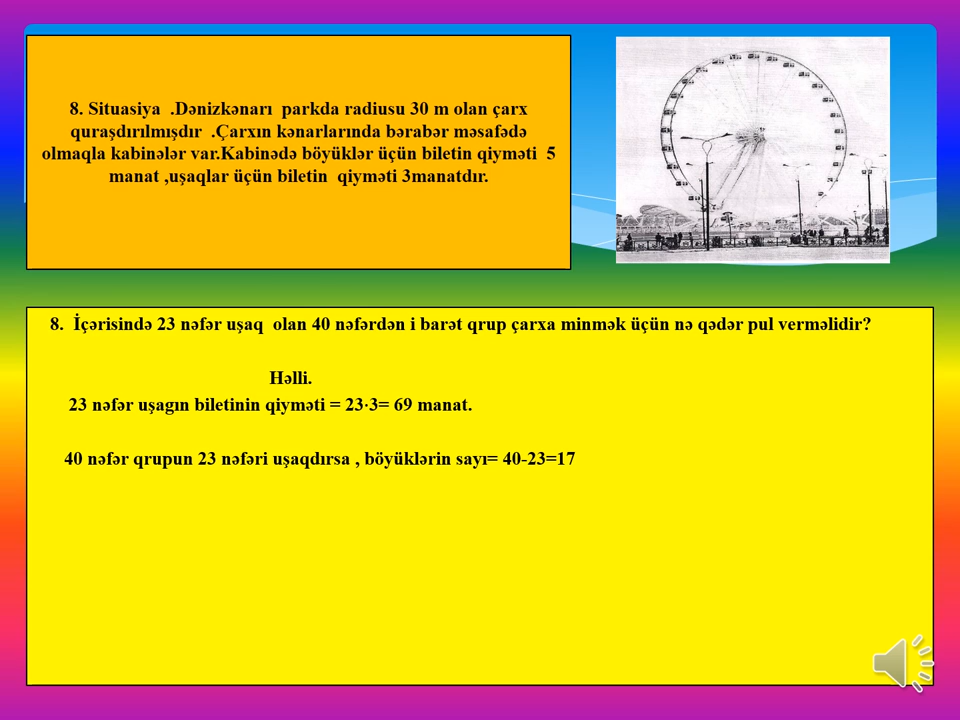 8. Situasiya .Dənizkənarı parkda radiusu 30 m olan çarx
quraşdırılmışdır .Çarxın kənarlarında bərabər məsafədə
olmaqla kabinələr var.Kabinədə böyüklər üçün biletin qiyməti 5
manat ,uşaqlar üçün biletin qiyməti 3manatdır.
8. İçərisində 23 nəfər uşaq olan 40 nəfərdən i barət qrup çarxa minmək üçün nə qədər pul verməlidir?
Həlli.
23 nəfər uşagın biletinin qiyməti = 23·3= 69 manat.
40 nəfər qrupun 23 nəfəri uşaqdırsa , böyüklərin sayı= 40-23=17